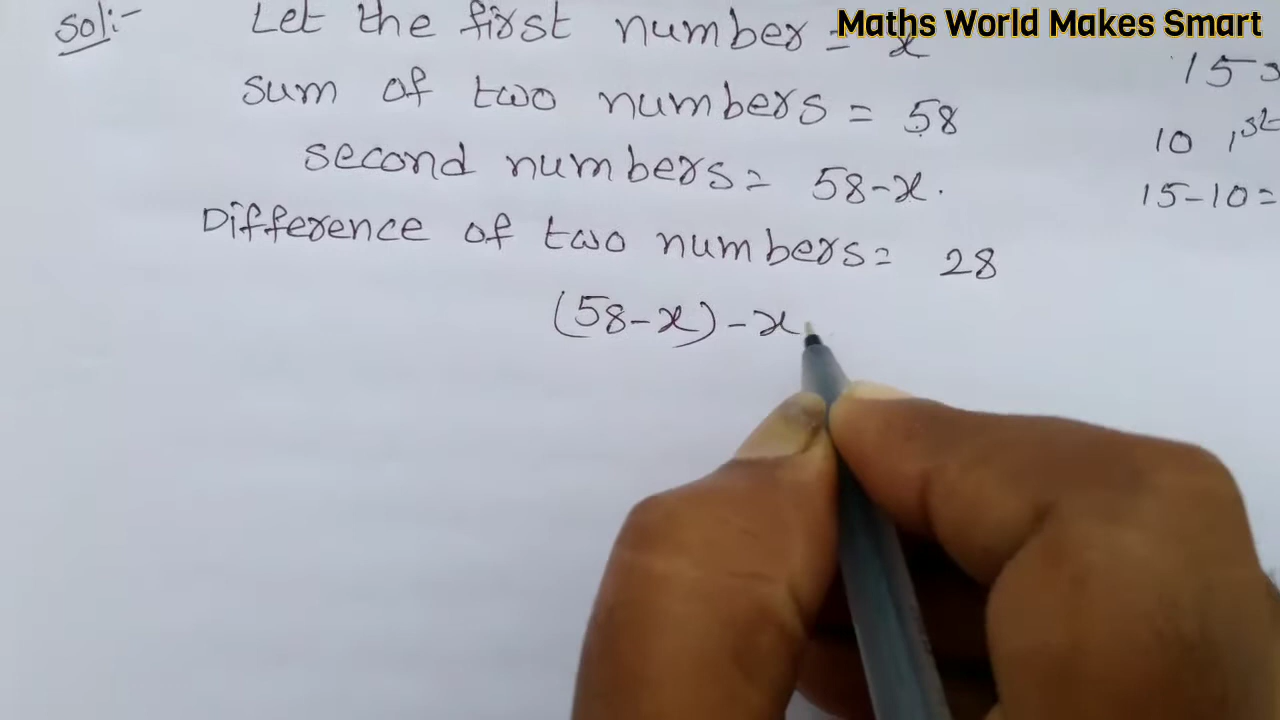 Maths World Makes Smart
Sol:-
Let the first number = x
sum of two numbers = 58
second numbers = 58-x.
Difference of two numbers = 28
(58-x)-x
15
10 1st
15-10=